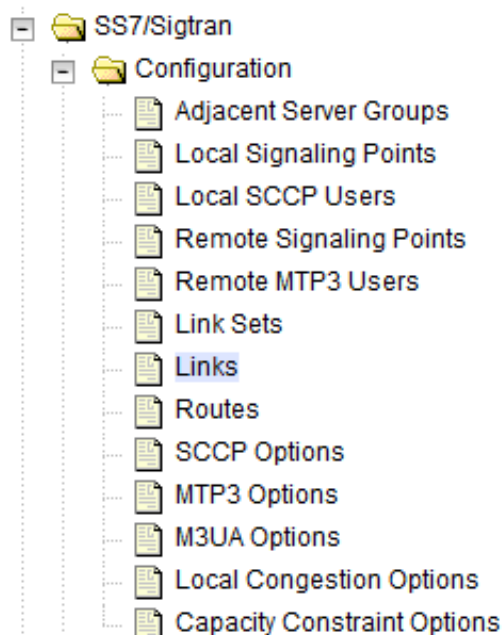 SS7/Sigtran
Configuration
Adjacent Server Groups
Local Signaling Points
Local SCCP Users
Remote Signaling Points
Remote MTP3 Users
Link Sets
Links
Routes
SCCP Options
MTP3 Options
M3UA Options
Local Congestion Options
Capacity Constraint Options